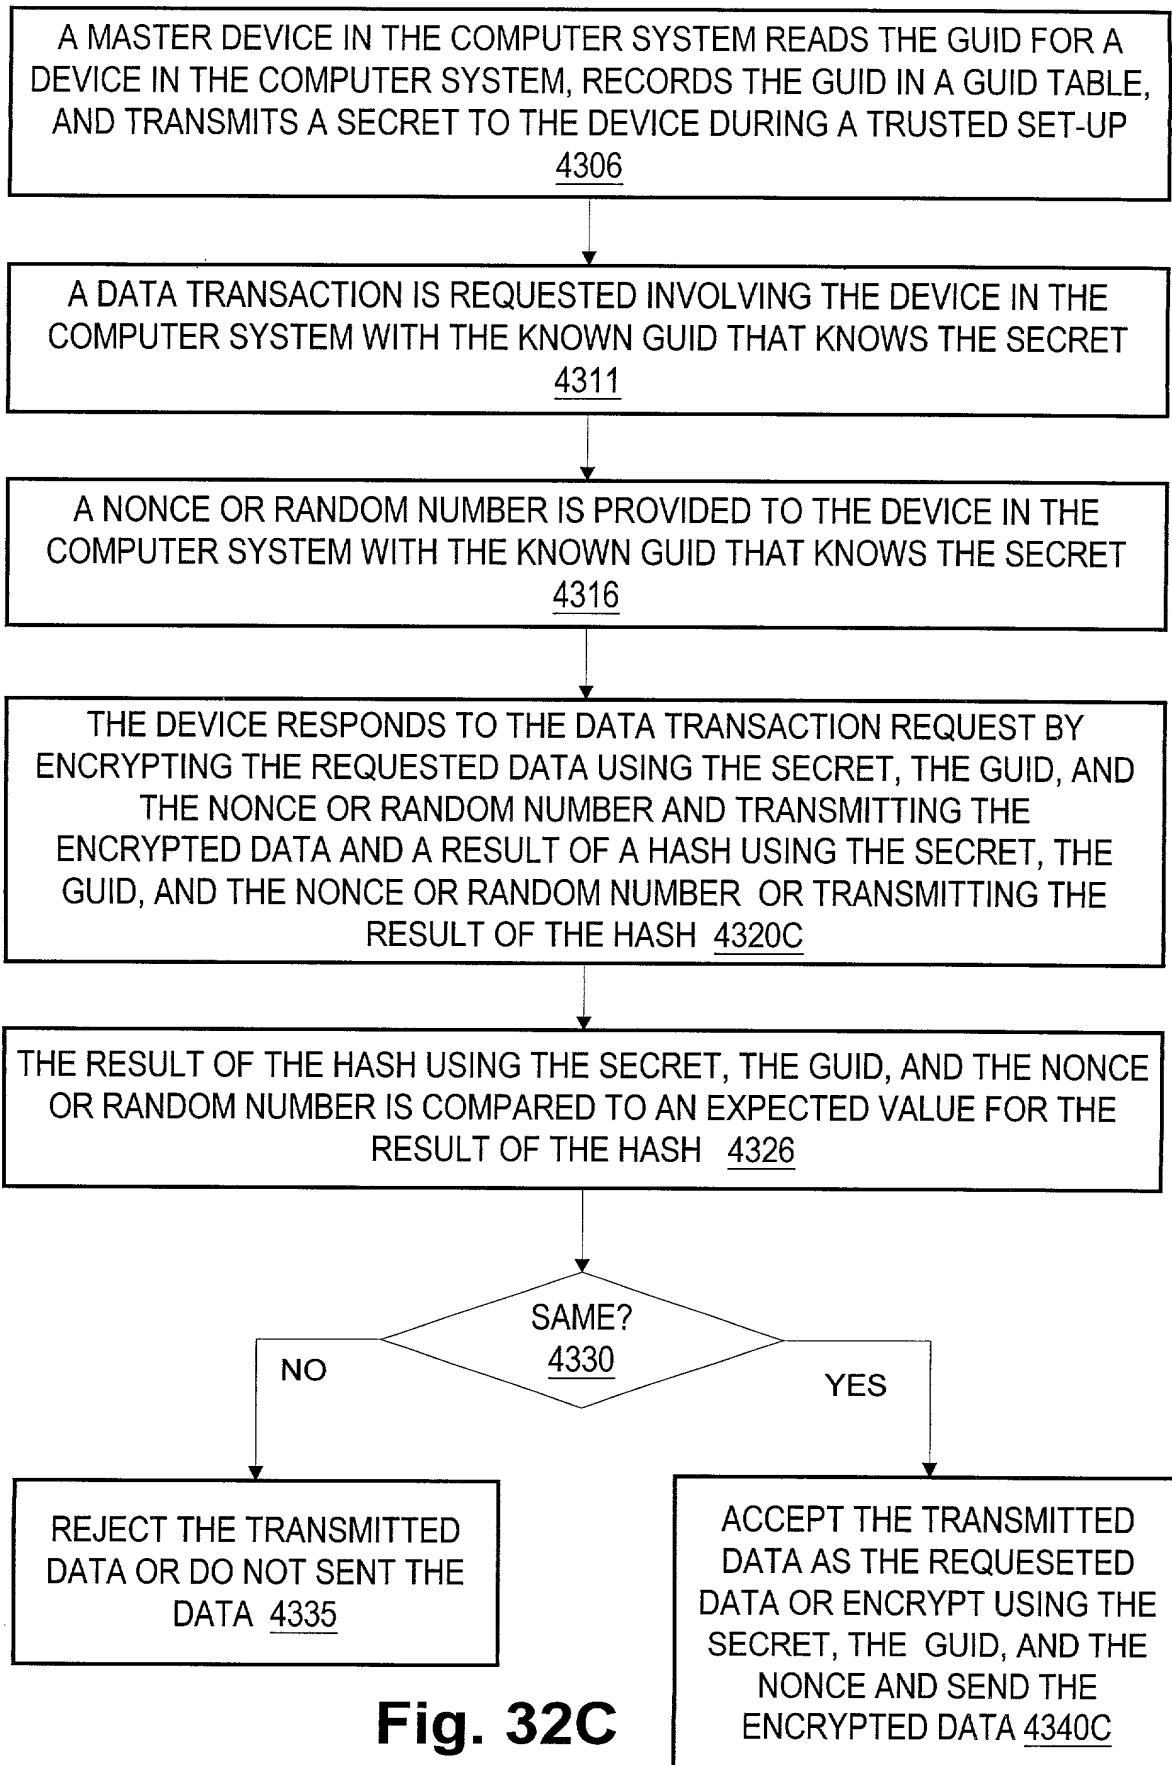 A MASTER DEVICE IN THE COMPUTER SYSTEM READS THE GUID FOR A
DEVICE IN THE COMPUTER SYSTEM, RECORDS THE GUID IN A GUID TABLE,
AND TRANSMITS A SECRET TO THE DEVICE DURING A TRUSTED SET-UP
4306
A DATA TRANSACTION IS REQUESTED INVOLVING THE DEVICE IN THE
COMPUTER SYSTEM WITH THE KNOWN GUID THAT KNOWS THE SECRET
4311
A NONCE OR RANDOM NUMBER IS PROVIDED TO THE DEVICE IN THE
COMPUTER SYSTEM WITH THE KNOWN GUID THAT KNOWS THE SECRET
4316
THE DEVICE RESPONDS TO THE DATA TRANSACTION REQUEST BY
ENCRYPTING THE REQUESTED DATA USING THE SECRET, THE GUID, AND
THE NONCE OR RANDOM NUMBER AND TRANSMITTING THE
ENCRYPTED DATA AND A RESULT OF A HASH USING THE SECRET, THE
GUID, AND THE NONCE OR RANDOM NUMBER OR TRANSMITTING THE
RESULT OF THE HASH 4320C
THE RESULT OF THE HASH USING THE SECRET, THE GUID, AND THE NONCE
OR RANDOM NUMBER IS COMPARED TO AN EXPECTED VALUE FOR THE
RESULT OF THE HASH 4326
SAME?
4330
NO
YES
REJECT THE TRANSMITTED
DATA OR DO NOT SENT THE
DATA 4335
ACCEPT THE TRANSMITTED
DATA AS THE REQUESETED
DATA OR ENCRYPT USING THE
SECRET, THE GUID, AND THE
NONCE AND SEND THE
ENCRYPTED DATA 4340C
Fig. 32C